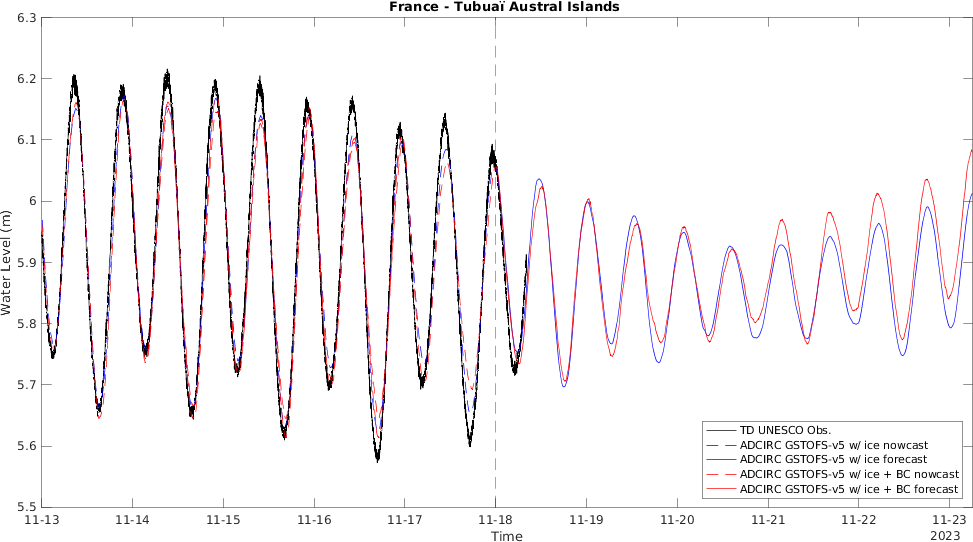 France - Tubuaï Austral Islands
6.3
6.2
6.1
6
5.9
5.8
5.7
5.6
5.5
Water Level (m)
11-13 11-14 11-15 11-16 11-17 11-18 11-19 11-20 11-21 11-22 11-23
2023
Time
TD UNESCO Obs.
ADCIRC GSTOFS-v5 w/ ice nowcast
ADCIRC GSTOFS-v5 w/ ice forecast
ADCIRC GSTOFS-v5 w/ ice + BC nowcast
ADCIRC GSTOFS-v5 w/ ice + BC forecast